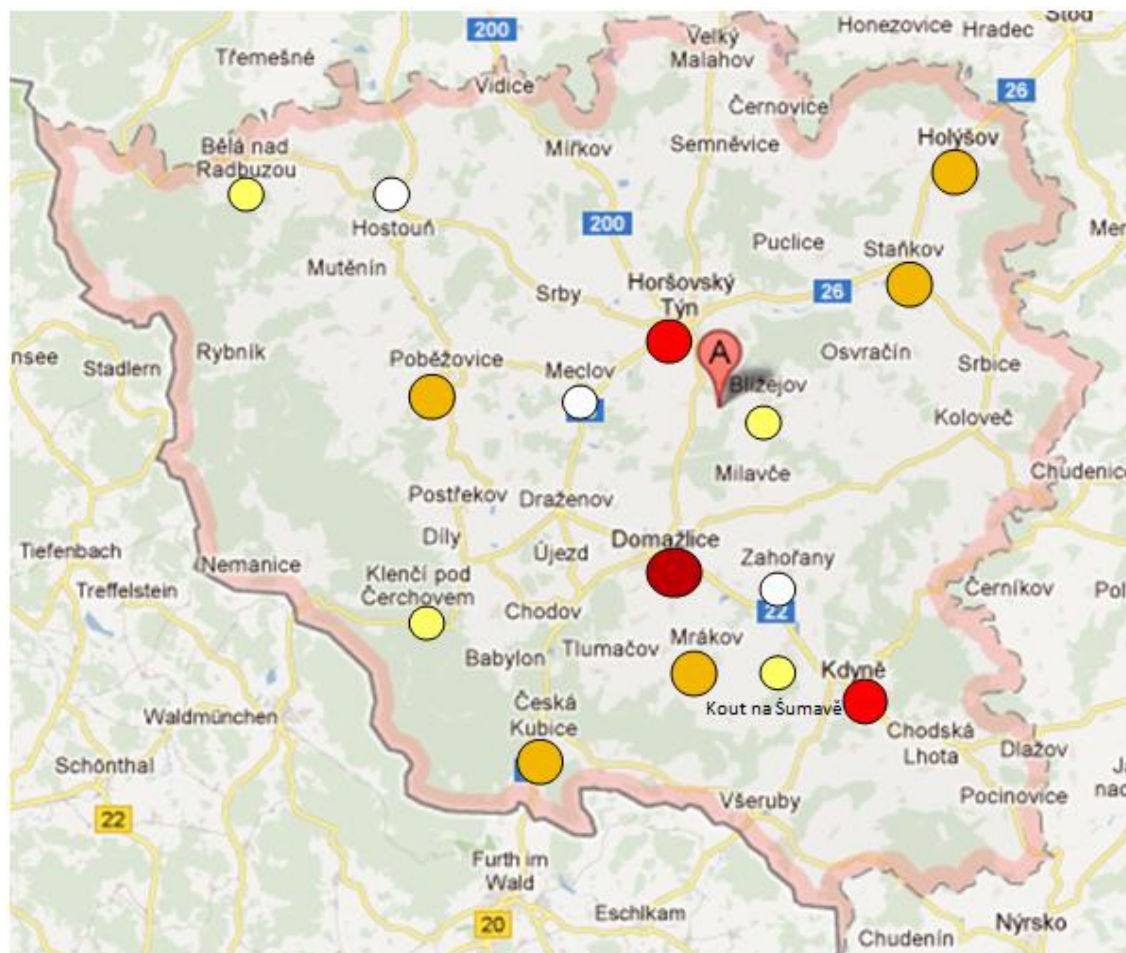 Třemešné
200
Velký
Malahov
Honezovice
Hradec
Stod
Vidice
26
Černovice
Bělá nad
Radbuzou
Mířkov
Semněvice
Holýšov
Hostouň
200
Puclice
Staňkov
Mutěnín
Horšovský
Týn
26
Srby
Rybník
Stadlern
Poběžovice
Meclov
A
Blížejov
Osvračín
Srbice
Koloveč
Milavče
Chudenice
Postřekov
Draženov
Díly
Újezd
Domažlice
Zahořany
Tiefenbach
Nemanice
Treffelstein
Klenčí pod
Čerchovem
Chodov
22
Černíkov
Tlumačov
Mrákov
Babylon
Kdyně
Kout na Šumavě
Waldmünchen
Česká
Kubice
Chodská
Lhota
Dlažov
Schönthal
Všeruby
Pocinovice
22
Furth im
Wald
20
Eschlkam
Nýrsko
Chudenín